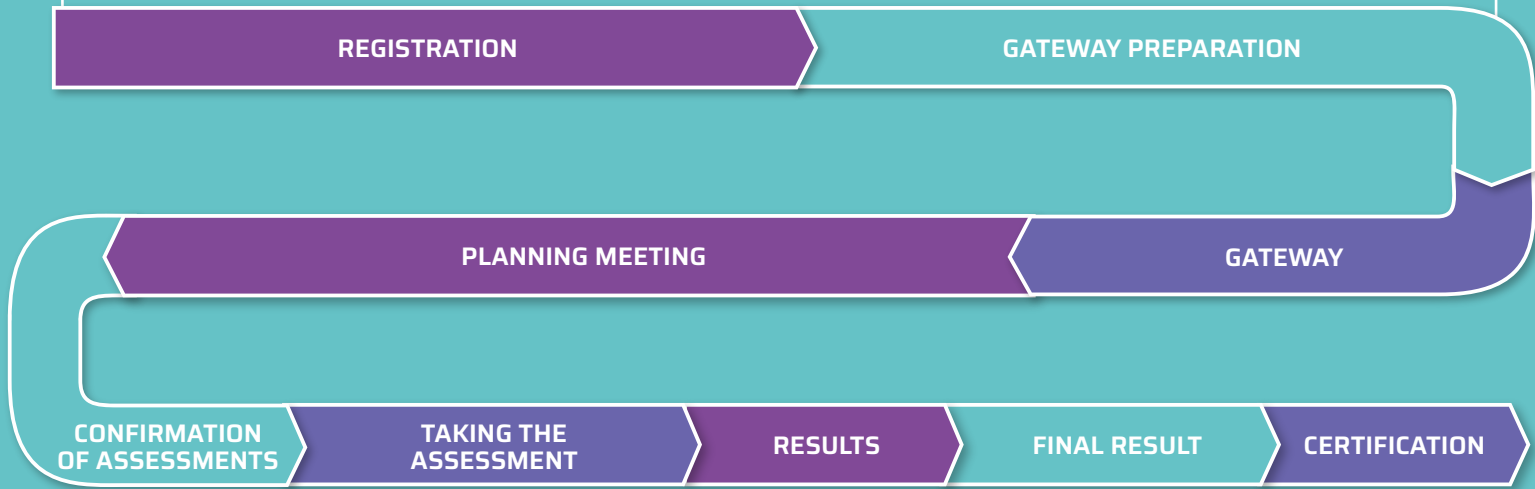 REGISTRATION
GATEWAY PREPARATION
GATEWAY
PLANNING MEETING
CONFIRMATION
OF ASSESSMENTS
TAKING THE
ASSESSMENT
RESULTS
FINAL RESULT
CERTIFICATION